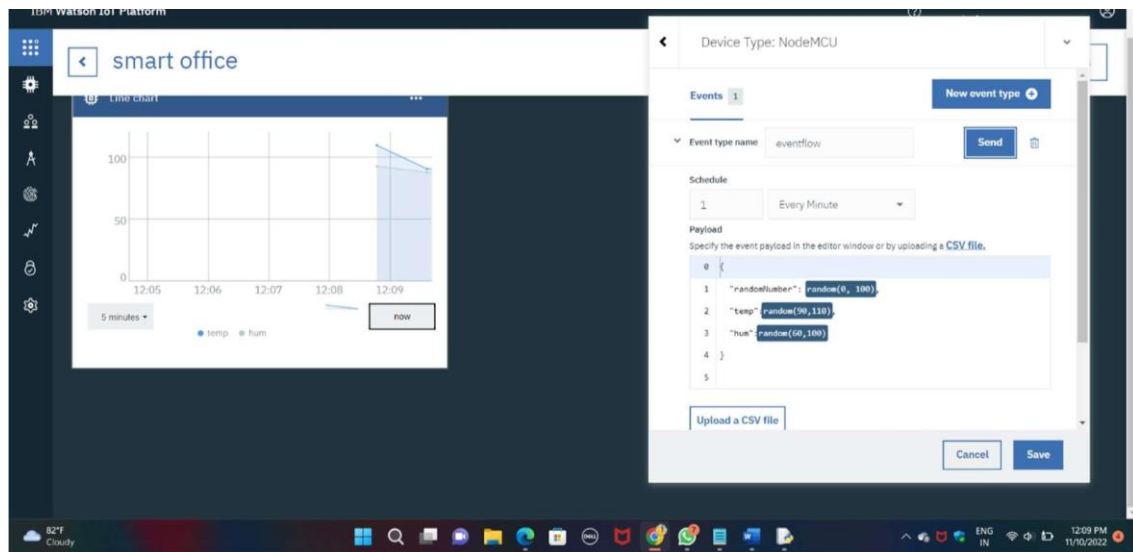 IBM Watson IoT Platform
smart office
Line chart
100
50
0
12:05 12:06 12:07 12:08 12:09
5 minutes
now
temp hum
Device Type: NodeMCU
Events 1
New event type
Event type name eventflow Send
Schedule
1 Every Minute
Payload
Specify the event payload in the editor window or by uploading a CSV file.
0 {
1 "randomNumber": random(0, 100),
2 "temp":random(90,110),
3 "hum":random(60,100)
4 }
5
Upload a CSV file
Cancel Save
82°F
Cloudy
ENG
IN
12:09 PM
11/10/2022